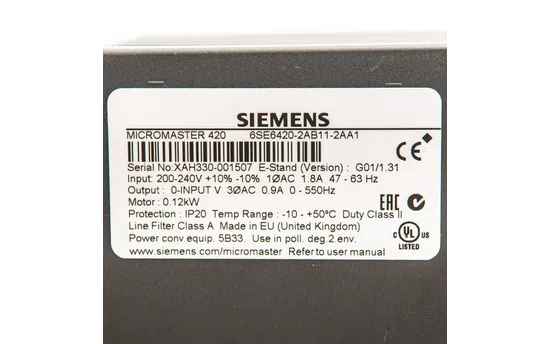 SIEMENS
MICROMASTER 420 6SE6420-2AB11-2AA1
Serial No:XAH330-001507 E-Stand (Version) : G01/1.31
Input: 200-240V +10% -10% 1ØAC 1.8A 47 - 63 Hz
Output : 0-INPUT V 3ØAC 0.9A 0 - 550Hz
Motor : 0.12kW
Protection : IP20 Temp Range : -10 - +50°C Duty Class II
Line Filter Class A Made in EU (United Kingdom)
Power conv. equip. 5B33. Use in poll. deg.2.env.
www.siemens.com/micromaster Refer to user manual
CE
EAC
C UL US
LISTED